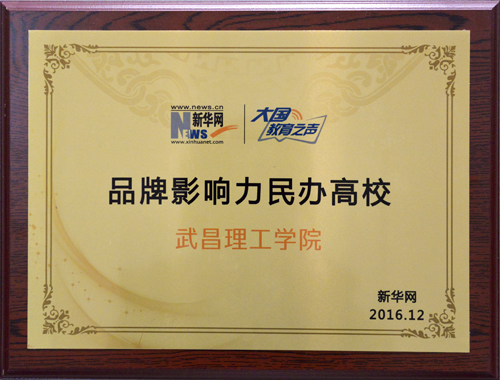 www.news.cn
新华网
NEWS
www.xinhuanet.com
大国
教育之声
品牌影响力民办高校
武昌理工学院
新华网
2016.12